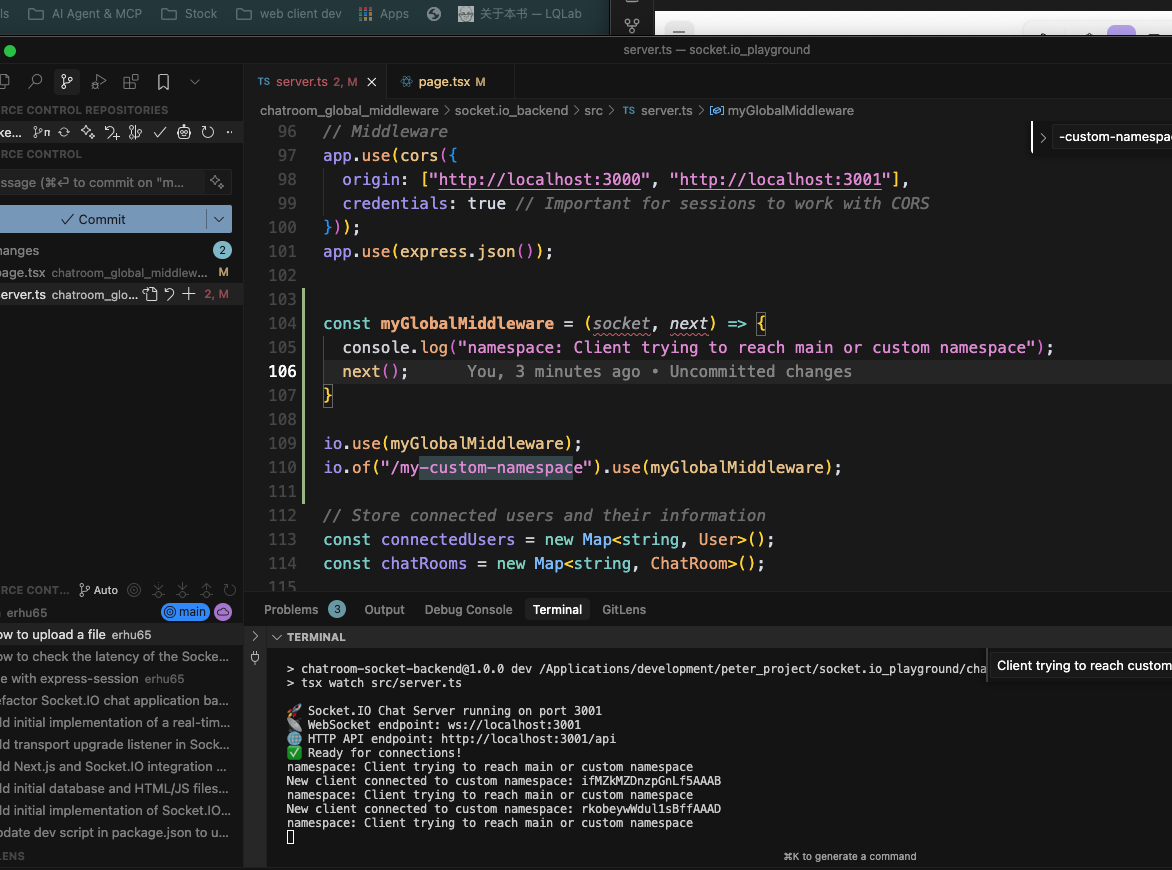 ls AI Agent & MCP Stock web client dev Apps 关于本书 — LQLab
server.ts — socket.io_playground
TS server.ts 2, M page.tsx M
RCE CONTROL REPOSITORIES
chatroom_global_middleware > socket.io_backend > src > TS server.ts > myGlobalMiddleware
ke...
-custom-namespa
RCE CONTROL
ssage (⌘⏎ to commit on "m...
Commit
hanges 2
page.tsx chatroom_global_middlew... M
erver.ts chatroom_glo... 2, M
96 // Middleware
97 app.use(cors({
98 origin: ["http://localhost:3000", "http://localhost:3001"],
99 credentials: true // Important for sessions to work with CORS
100 }));
101 app.use(express.json());
102
103
104 const myGlobalMiddleware = (socket, next) => {
105 console.log("namespace: Client trying to reach main or custom namespace");
106 next(); You, 3 minutes ago • Uncommitted changes
107 }
108
109 io.use(myGlobalMiddleware);
110 io.of("/my-custom-namespace").use(myGlobalMiddleware);
111
112 // Store connected users and their information
113 const connectedUsers = new Map<string, User>();
114 const chatRooms = new Map<string, ChatRoom>();
115
RCE CONT... Auto
erhu65 main
ow to upload a file erhu65
ow to check the latency of the Socke...
e with express-session erhu65
efactor Socket.IO chat application ba...
dd initial implementation of a real-tim...
dd transport upgrade listener in Sock...
dd Next.js and Socket.IO integration ...
dd initial database and HTML/JS files...
dd initial implementation of Socket.IO...
pdate dev script in package.json to u...
LENS
Problems 3 Output Debug Console Terminal GitLens
TERMINAL
> chatroom-socket-backend@1.0.0 dev /Applications/development/peter_project/socket.io_playground/cha
> tsx watch src/server.ts
Client trying to reach custom
🚀 Socket.IO Chat Server running on port 3001
📡 WebSocket endpoint: ws://localhost:3001
🌐 HTTP API endpoint: http://localhost:3001/api
✅ Ready for connections!
namespace: Client trying to reach main or custom namespace
New client connected to custom namespace: ifMZkMZDnzpGnLf5AAAB
namespace: Client trying to reach main or custom namespace
New client connected to custom namespace: rkobeywWdul1sBffAAAD
namespace: Client trying to reach main or custom namespace
⌘K to generate a command